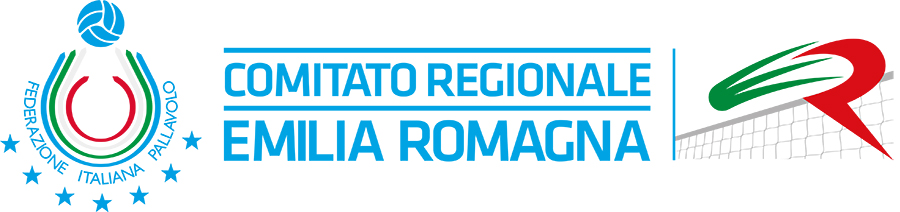 FEDERAZIONE ITALIANA PALLAVOLO
COMITATO REGIONALE
EMILIA ROMAGNA